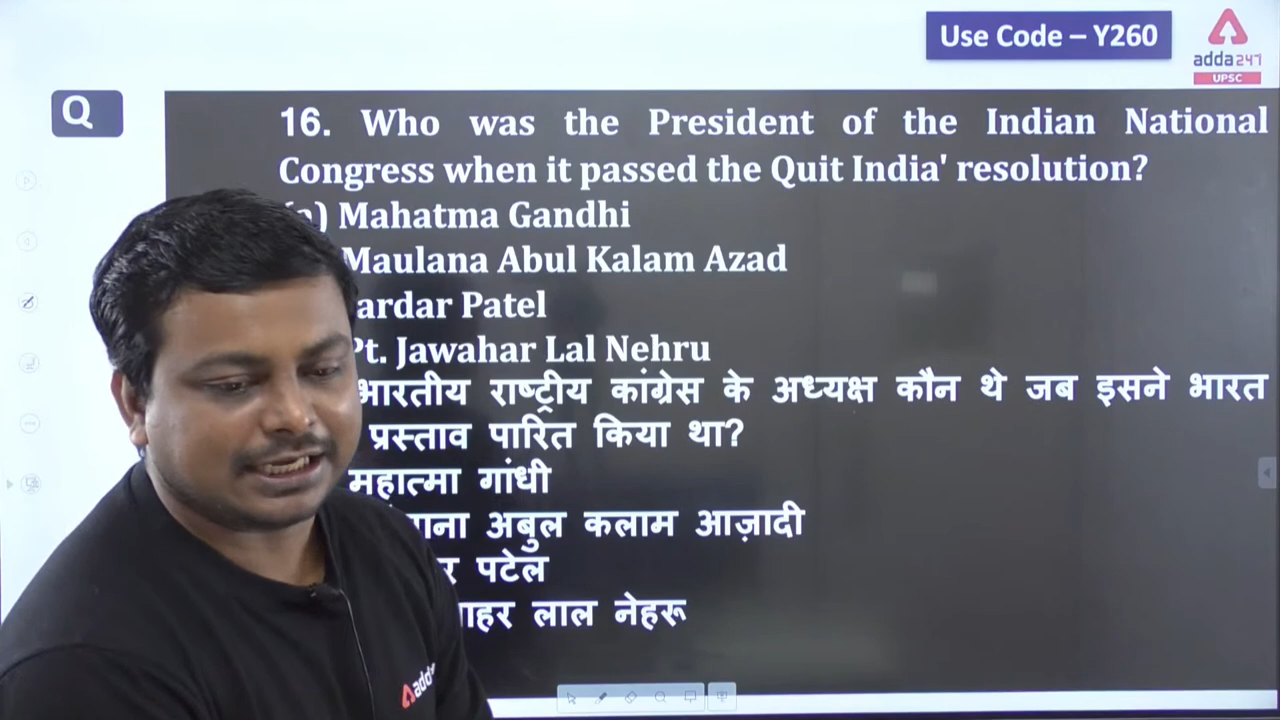 Use Code – Y260
adda247
UPSC
Q
16. Who was the President of the Indian National
Congress when it passed the Quit India' resolution?
Mahatma Gandhi
Maulana Abul Kalam Azad
ardar Patel
Pt. Jawahar Lal Nehru
भारतीय राष्ट्रीय कांग्रेस के अध्यक्ष कौन थे जब इसने भारत
प्रस्ताव पारित किया था?
महात्मा गांधी
अबुल कलाम आज़ादी
पटेल
लाल नेहरू